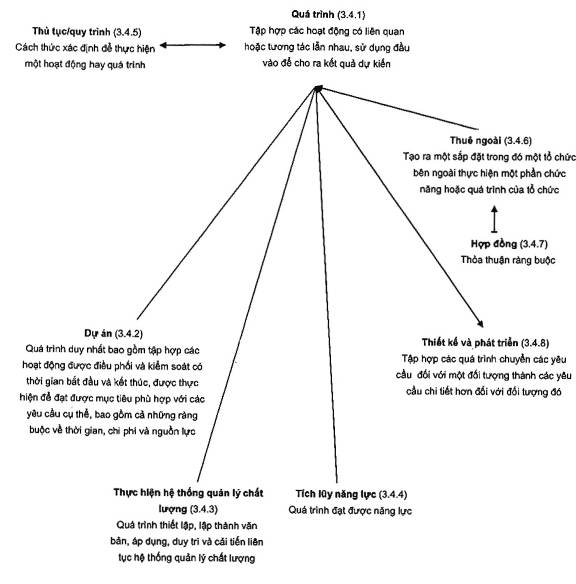 Quá trình (3.4.1)
Tập hợp các hoạt động có liên quan
hoặc tương tác lẫn nhau, sử dụng đầu
vào để cho ra kết quả dự kiến
Thủ tục/quy trình (3.4.5)
Cách thức xác định để thực hiện
một hoạt động hay quá trình
Thuê ngoài (3.4.6)
Tạo ra một sắp đặt trong đó một tổ chức
bên ngoài thực hiện một phần chức
năng hoặc quá trình của tổ chức
Hợp đồng (3.4.7)
Thỏa thuận ràng buộc
Dự án (3.4.2)
Quá trình duy nhất bao gồm tập hợp các
hoạt động được điều phối và kiểm soát có
thời gian bắt đầu và kết thúc, được thực
hiện để đạt được mục tiêu phù hợp với các
yêu cầu cụ thể, bao gồm cả những ràng
buộc về thời gian, chi phí và nguồn lực
Thiết kế và phát triển (3.4.8)
Tập hợp các quá trình chuyển các yêu
cầu đối với một đối tượng thành các yêu
cầu chi tiết hơn đối với đối tượng đó
Thực hiện hệ thống quản lý chất
lượng (3.4.3)
Quá trình thiết lập, lập thành văn
bản, áp dụng, duy trì và cải tiến liên
tục hệ thống quản lý chất lượng
Tích lũy năng lực (3.4.4)
Quá trình đạt được năng lực